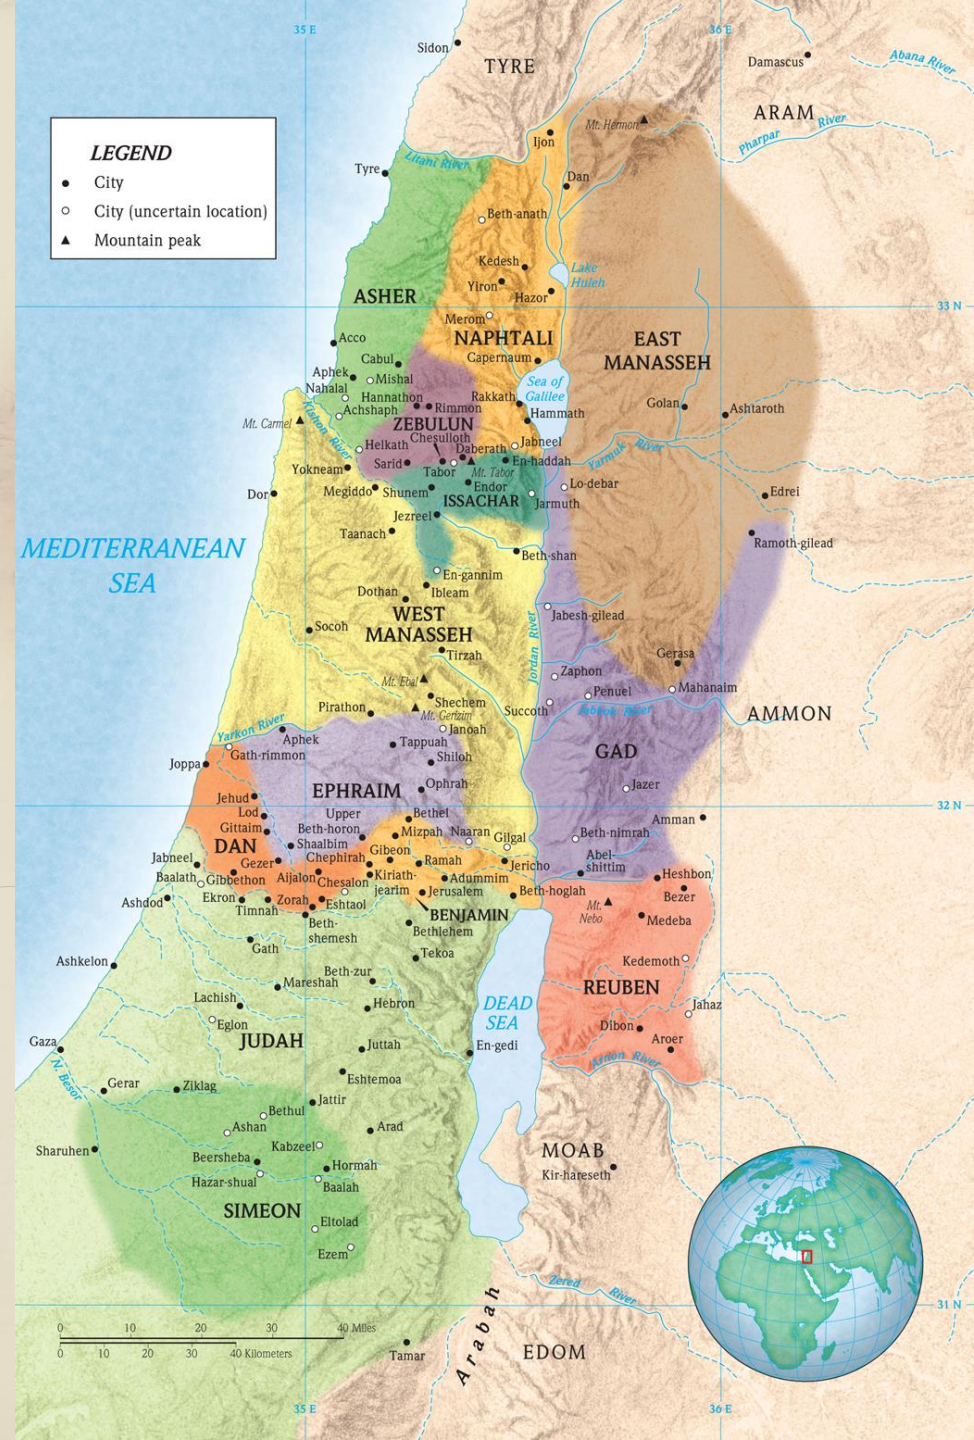 35 E
36 E
Sidon
TYRE
Damascus
Abana River
ARAM
Mt. Hermon
Pharpar River
LEGEND
City
City (uncertain location)
Mountain peak
Ijon
Litani River
Tyre
Dan
Beth-anath
Kedesh
Lake
Huleh
Yiron
Hazor
ASHER
33 N
Merom
NAPHTALI
EAST
MANASSEH
Acco
Cabul
Capernaum
Aphek
Mishal
Nahalal
Hannathon
Rakkath
Sea of
Galilee
Achshaph
Rimmon
Hammath
Golan
Ashtaroth
Mt. Carmel
Kishon River
ZEBULUN
Chesulloth
Helkath
Daberath
Jabneel
Yarmuk River
Yokneam
Sarid
Tabor
Mt. Tabor
En-haddah
Dor
Megiddo
Shunem
Endor
ISSACHAR
Lo-debar
Jarmuth
Edrei
Jezreel
Taanach
Ramoth-gilead
MEDITERRANEAN
SEA
Beth-shan
En-gannim
Dothan
Ibleam
WEST
MANASSEH
Jabesh-gilead
Jordan River
Socoh
Tirzah
Gerasa
Mt. Ebal
Zaphon
Penuel
Mahanaim
Shechem
Pirathon
Mt. Gerizim
Succoth
Jabbok River
AMMON
Yarkon River
Janoah
Aphek
Gath-rimmon
Tappuah
Shiloh
GAD
Joppa
EPHRAIM
Ophrah
Jazer
Jehud
32 N
Lod
Upper
Beth-horon
Bethel
Amman
Gittaim
Mizpah
Naaran
Gilgal
Beth-nimrah
DAN
Shaalbim
Gibeon
Jabneel
Gezer
Chephirah
Ramah
Jericho
Abel-
shittim
Baalath
Gibbethon
Aijalon
Chesalon
Kiriath-
jearim
Adummim
Heshbon
Ashdod
Ekron
Timnah
Zorah
Eshtaol
Jerusalem
Beth-hoglah
Bezer
BENJAMIN
Mt.
Nebo
Medeba
Beth-
shemesh
Bethlehem
Gath
Tekoa
Ashkelon
Mareshah
Beth-zur
Kedemoth
REUBEN
Lachish
Hebron
DEAD
SEA
Jahaz
Eglon
Dibon
JUDAH
Gaza
Juttah
En-gedi
Aroer
Arnon River
N. Besor
Gerar
Ziklag
Eshtemoa
Jattir
Bethul
Ashan
Arad
Sharuhen
Kabzeel
MOAB
Beersheba
Hormah
Kir-hareseth
Hazar-shual
Baalah
SIMEON
Eltolad
Ezem
Zered River
31 N
0 10 20 30 40 Miles
0 10 20 30 40 Kilometers
Tamar
Arabah
EDOM
35 E
36 E